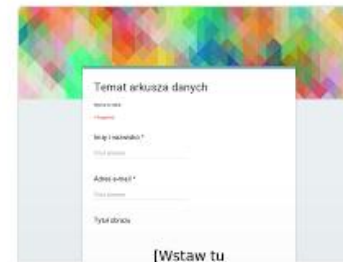 Temat arkusza danych
Imię i nazwisko *
Adres e-mail *
Tytuł obrazu
[Wstaw tu